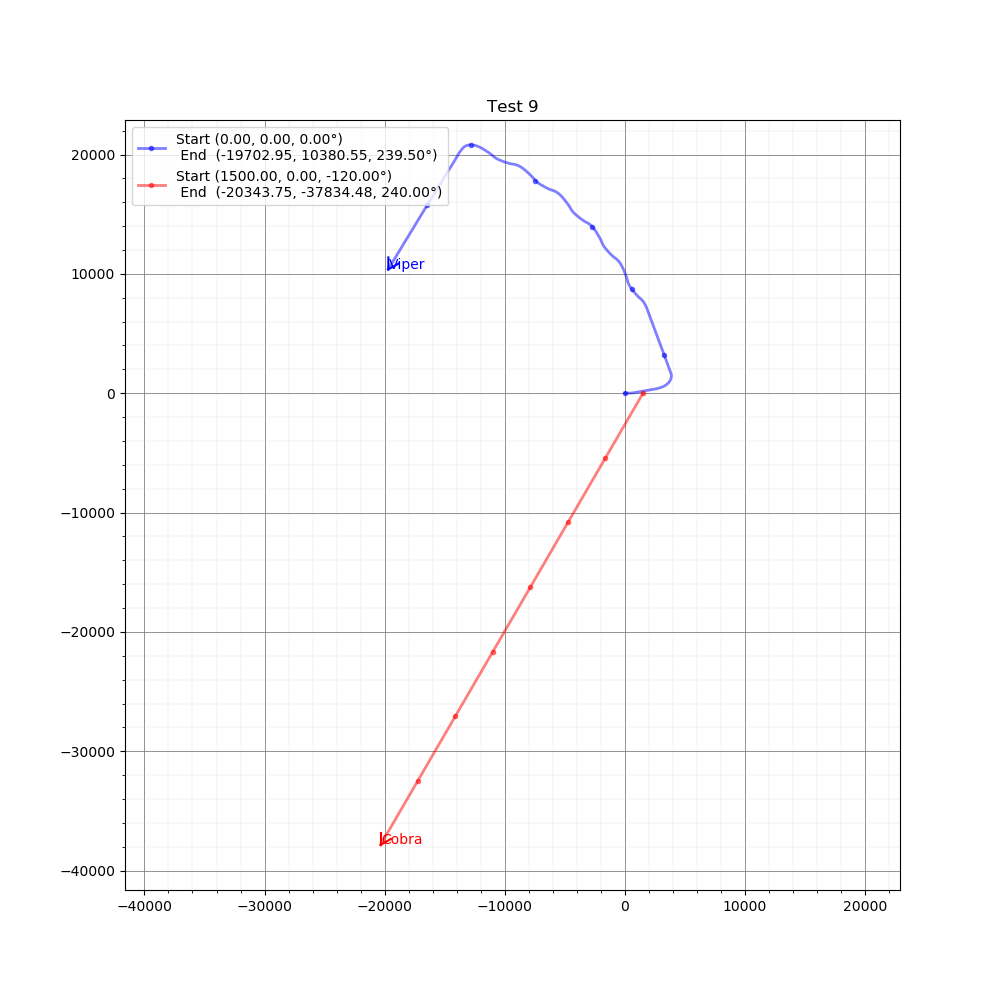 Test 9
Start (0.00, 0.00, 0.00°)
End (-19702.95, 10380.55, 239.50°)
Start (1500.00, 0.00, -120.00°)
End (-20343.75, -37834.48, 240.00°)
20000
10000
0
−10000
−20000
−30000
−40000
Viper
Cobra
−40000 −30000 −20000 −10000 0 10000 20000